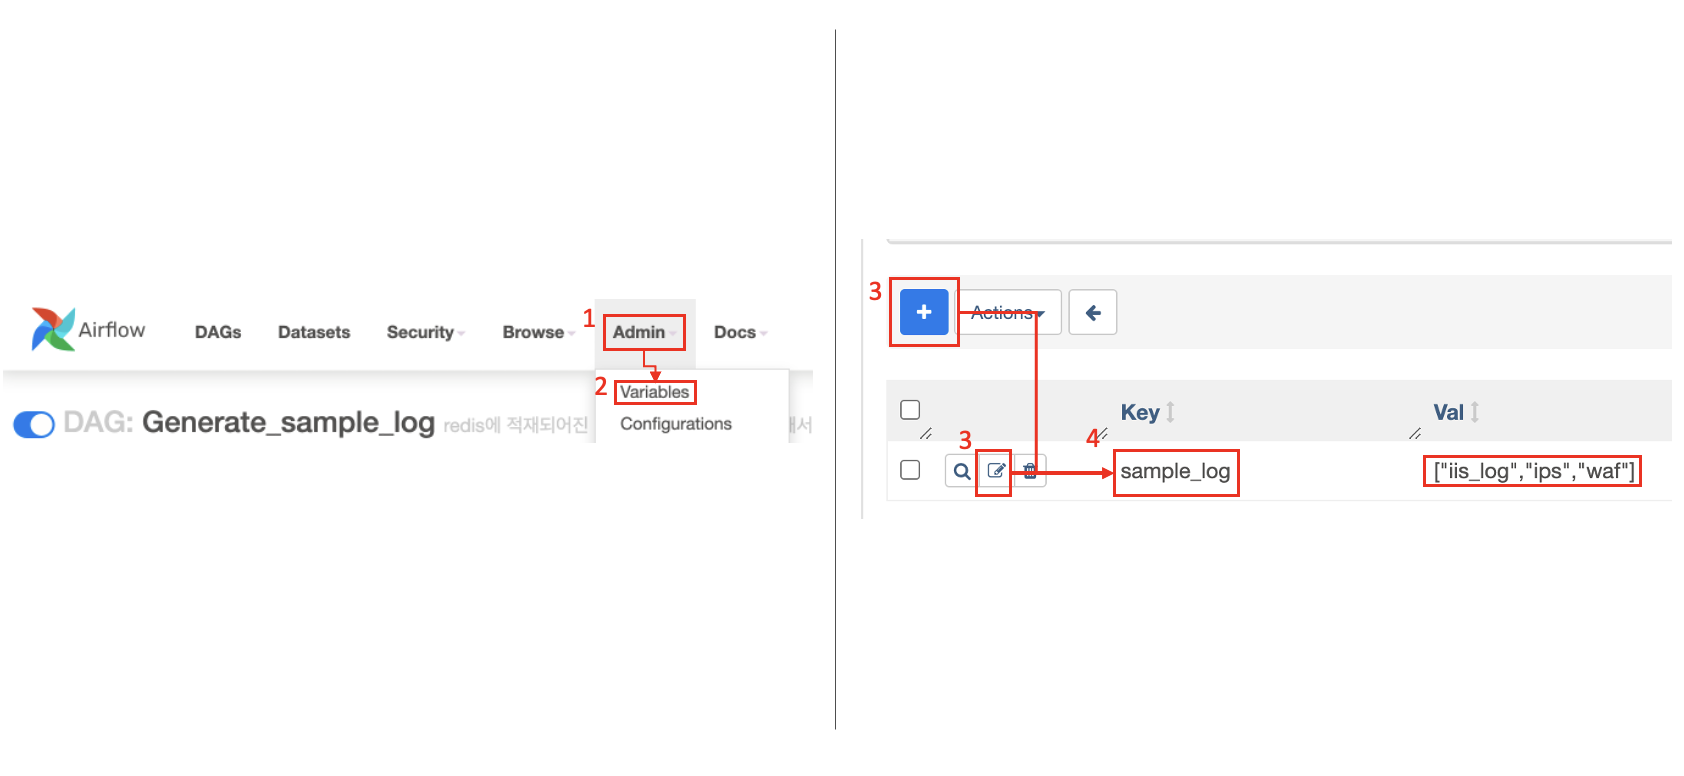 Airflow DAGs Datasets Security Browse 1 Admin Docs
2 Variables
Configurations
DAG: Generate_sample_log redis에 적재되어진 해서
3 + Actions
Key Val
3 4
sample_log ["iis_log","ips","waf"]